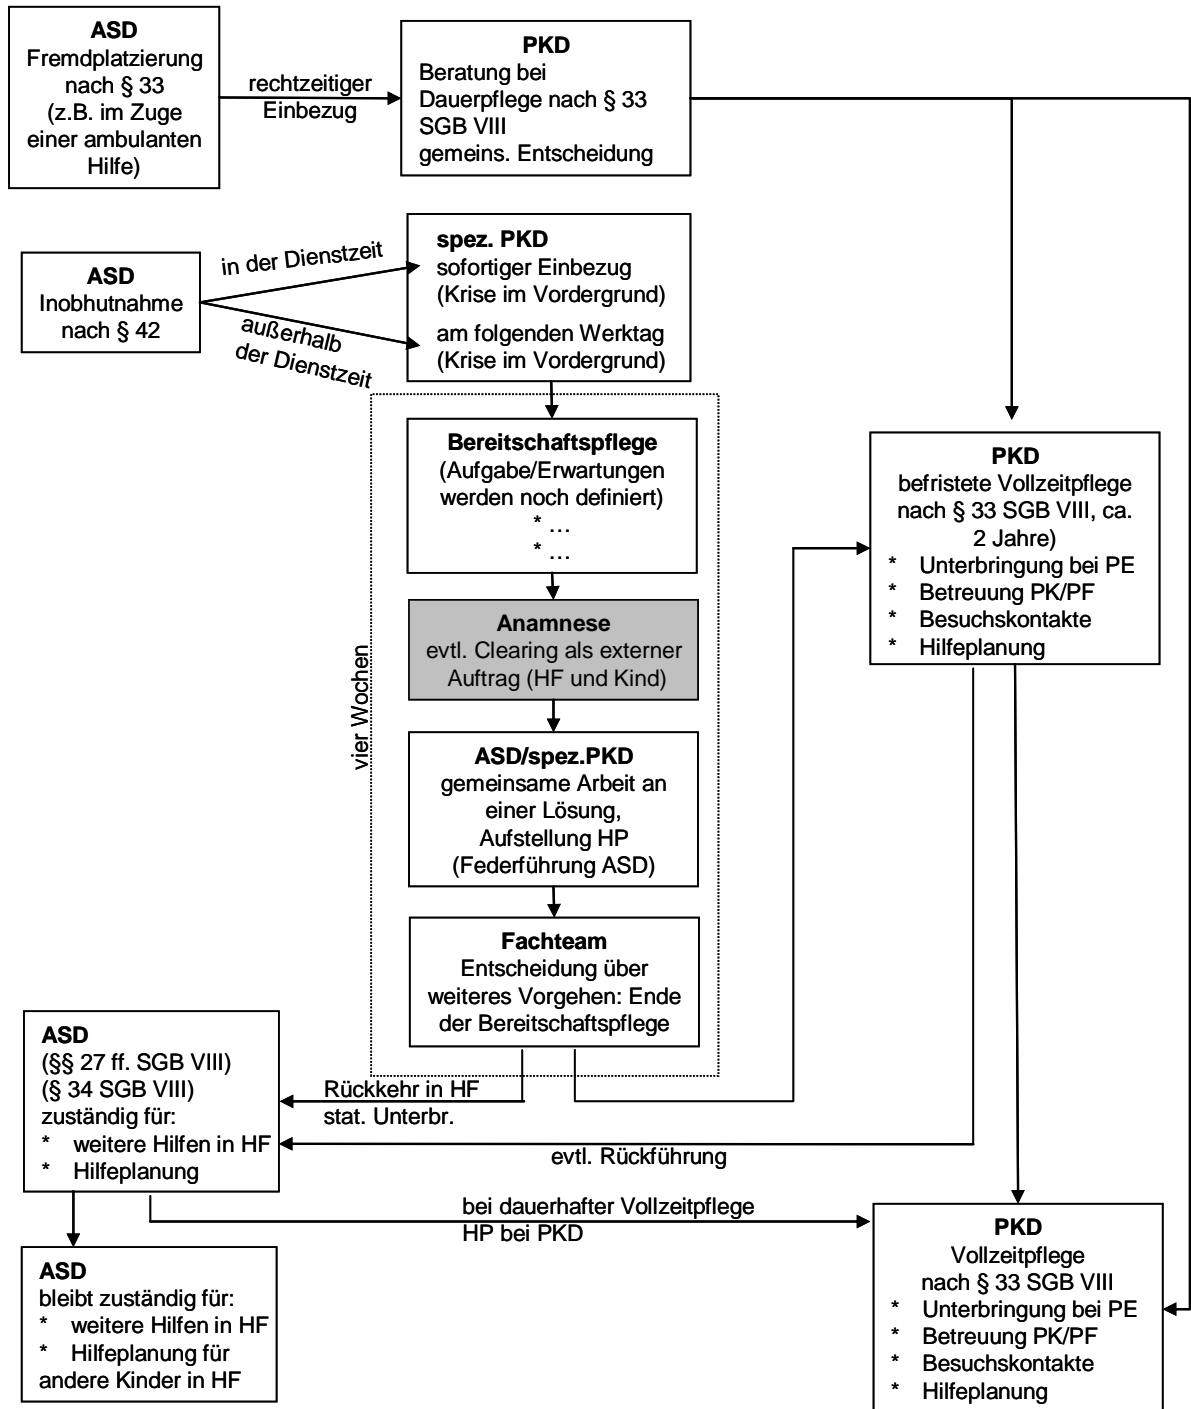 ASD
Fremdplatzierung
nach § 33
(z.B. im Zuge
einer ambulanten
Hilfe)
rechtzeitiger
Einbezug
PKD
Beratung bei
Dauerpflege nach § 33
SGB VIII
gemeins. Entscheidung
ASD
Inobhutnahme
nach § 42
in der Dienstzeit
außerhalb
der Dienstzeit
spez. PKD
sofortiger Einbezug
(Krise im Vordergrund)
am folgenden Werktag
(Krise im Vordergrund)
vier Wochen
Bereitschaftspflege
(Aufgabe/Erwartungen
werden noch definiert)
* ...
* ...
Anamnese
evtl. Clearing als externer
Auftrag (HF und Kind)
ASD/spez.PKD
gemeinsame Arbeit an
einer Lösung,
Aufstellung HP
(Federführung ASD)
Fachteam
Entscheidung über
weiteres Vorgehen: Ende
der Bereitschaftspflege
PKD
befristete Vollzeitpflege
nach § 33 SGB VIII, ca.
2 Jahre)
* Unterbringung bei PE
* Betreuung PK/PF
* Besuchskontakte
* Hilfeplanung
ASD
(§§ 27 ff. SGB VIII)
(§ 34 SGB VIII)
zuständig für:
* weitere Hilfen in HF
* Hilfeplanung
Rückkehr in HF
stat. Unterbr.
evtl. Rückführung
bei dauerhafter Vollzeitpflege
HP bei PKD
ASD
bleibt zuständig für:
* weitere Hilfen in HF
* Hilfeplanung für
andere Kinder in HF
PKD
Vollzeitpflege
nach § 33 SGB VIII
* Unterbringung bei PE
* Betreuung PK/PF
* Besuchskontakte
* Hilfeplanung